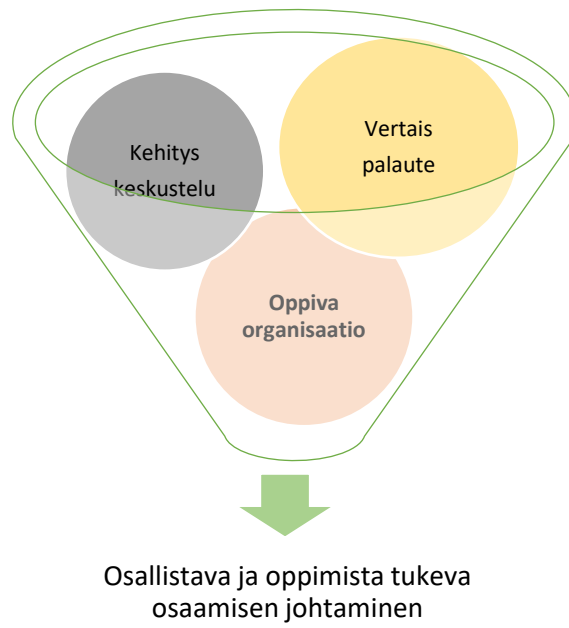 Kehitys
keskustelu
Vertais
palaute
Oppiva
organisaatio
Osallistava ja oppimista tukeva
osaamisen johtaminen